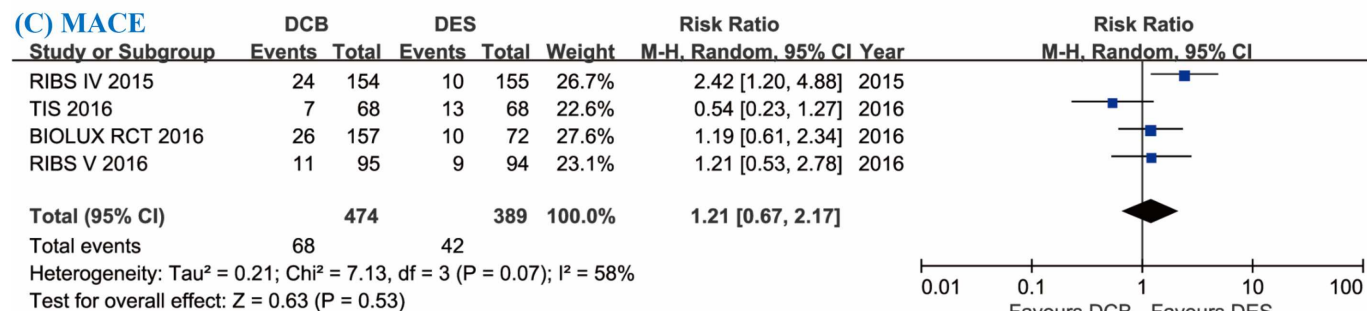 (C) MACE DCB DES Risk Ratio Risk Ratio
Study or Subgroup Events Total Events Total Weight M-H, Random, 95% CI Year M-H, Random, 95% CI
RIBS IV 2015 24 154 10 155 26.7% 2.42 [1.20, 4.88] 2015
TIS 2016 7 68 13 68 22.6% 0.54 [0.23, 1.27] 2016
BIOLUX RCT 2016 26 157 10 72 27.6% 1.19 [0.61, 2.34] 2016
RIBS V 2016 11 95 9 94 23.1% 1.21 [0.53, 2.78] 2016
Total (95% CI) 474 389 100.0% 1.21 [0.67, 2.17]
Total events 68 42
Heterogeneity: Tau² = 0.21; Chi² = 7.13, df = 3 (P = 0.07); I² = 58%
Test for overall effect: Z = 0.63 (P = 0.53)
0.01 0.1 1 10 100
Favours DCB Favours DES